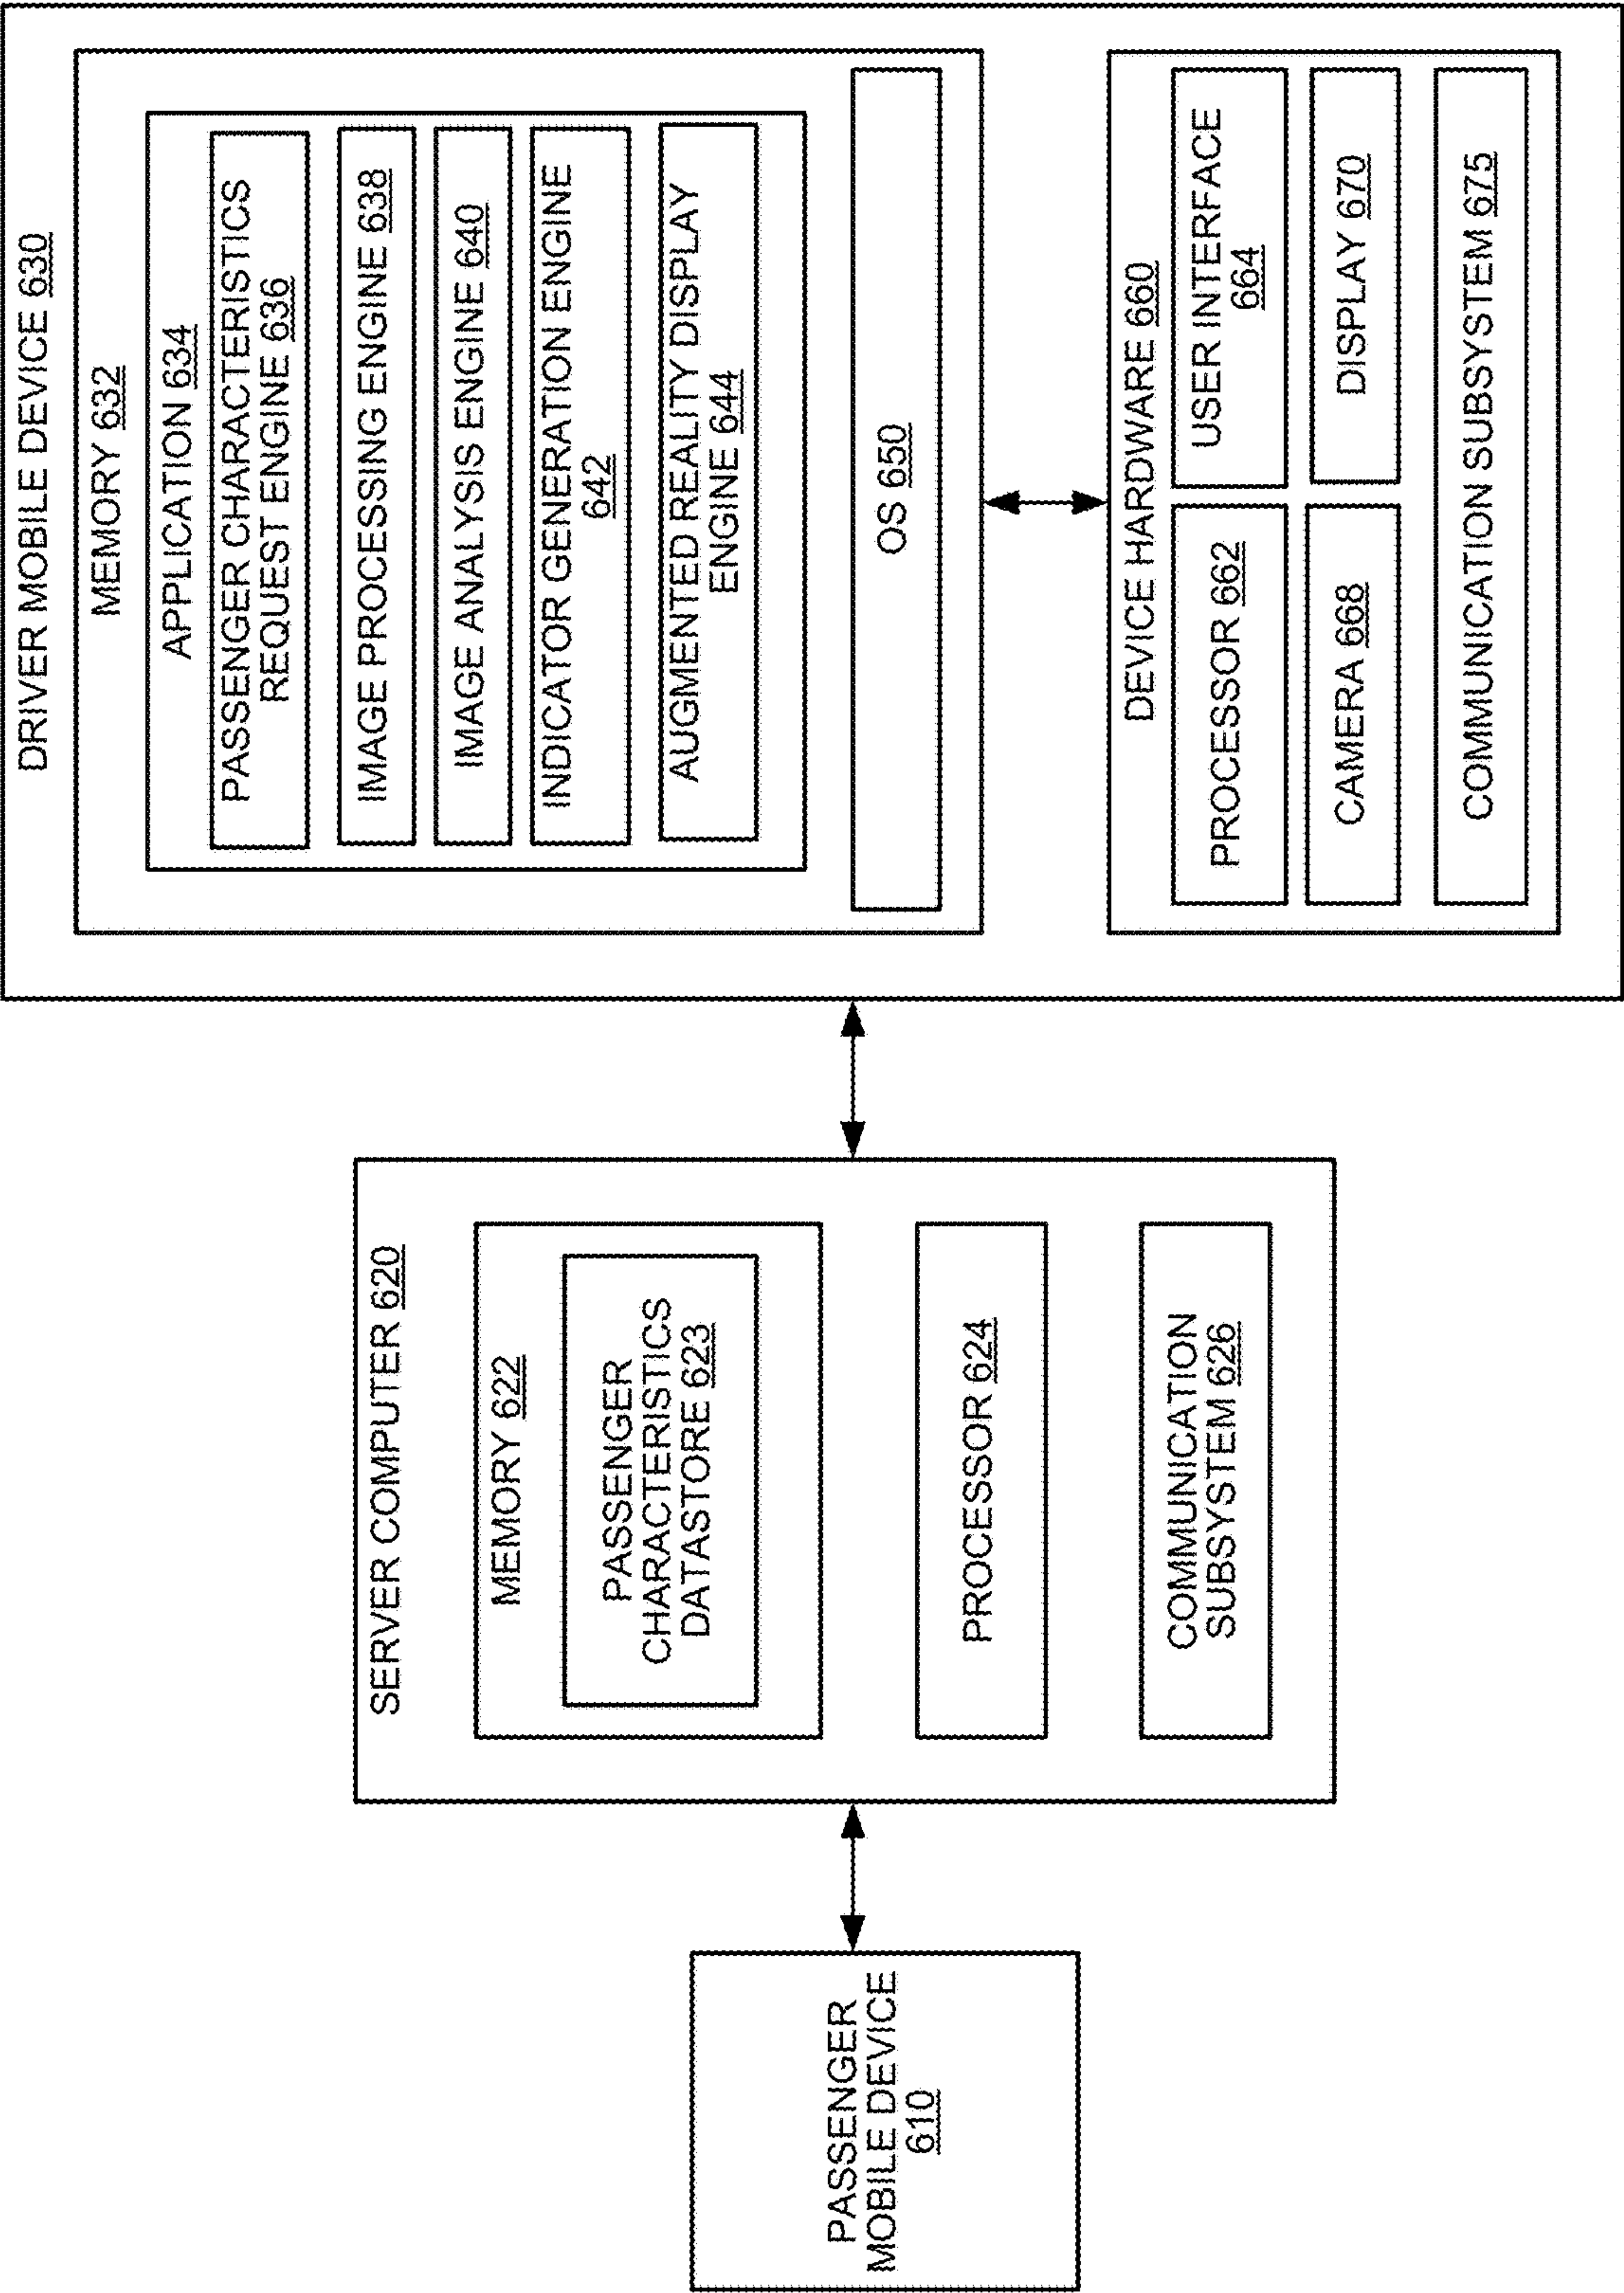 PASSENGER
MOBILE DEVICE
610
SERVER COMPUTER 620
MEMORY 622
PASSENGER
CHARACTERISTICS
DATASTORE 623
PROCESSOR 624
COMMUNICATION
SUBSYSTEM 626
DRIVER MOBILE DEVICE 630
MEMORY 632
APPLICATION 634
PASSENGER CHARACTERISTICS
REQUEST ENGINE 636
IMAGE PROCESSING ENGINE 638
IMAGE ANALYSIS ENGINE 640
INDICATOR GENERATION ENGINE
642
AUGMENTED REALITY DISPLAY
ENGINE 644
OS 650
DEVICE HARDWARE 660
PROCESSOR 662
USER INTERFACE
664
CAMERA 668
DISPLAY 670
COMMUNICATION SUBSYSTEM 675